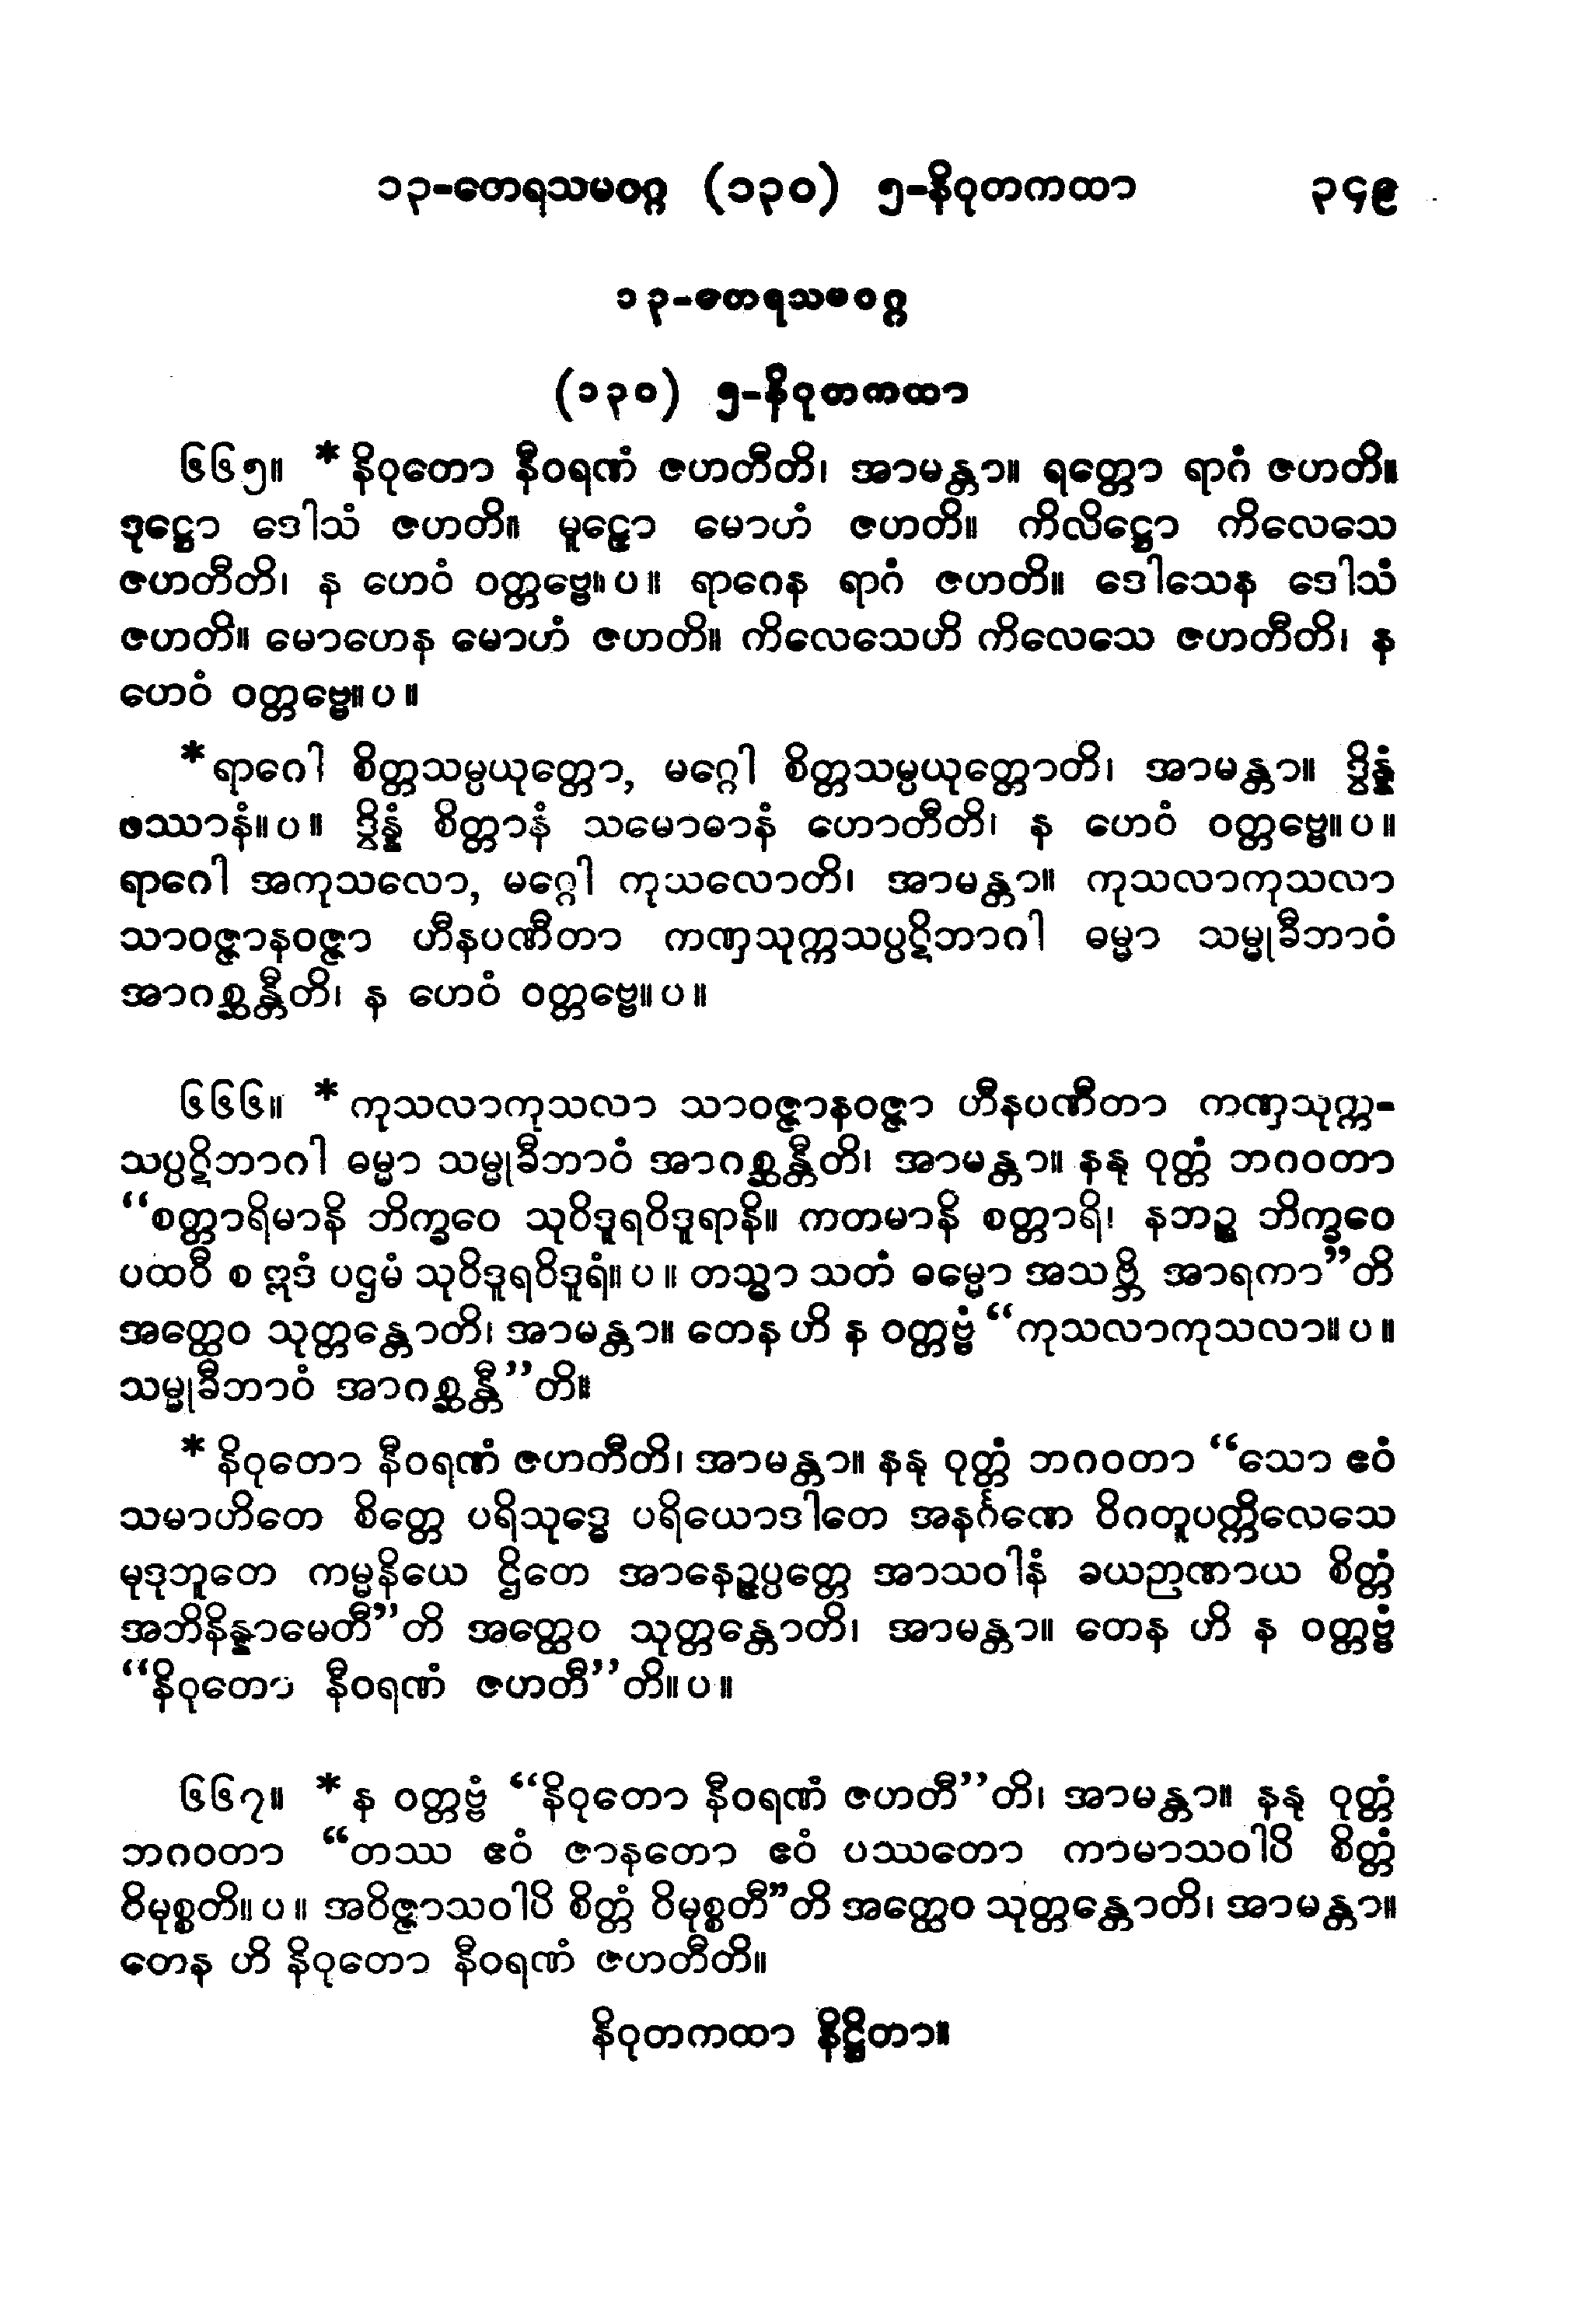 ၁၃-တေရသမဝဂ္ဂ (၁၃၀) ၅-နိဝုတကထာ ၃၄၉
၁၃-တေရသမဝဂ္ဂ
(၁၃၀) ၅-နိဝုတကထာ
၆၆၅။ *နိဝုတော နီဝရဏံ ဇဟတီတိ၊ အာမန္တာ။ ရတ္တော ရာဂံ ဇဟတိ။
ဒုဋ္ဌော ဒေါသံ ဇဟတိ။ မူဠှော မောဟံ ဇဟတိ။ ကိလိဋ္ဌော ကိလေသေ
ဇဟတီတိ၊ န ဟေဝံ ဝတ္တဗ္ဗေ။ပ။ ရာဂေန ရာဂံ ဇဟတိ။ ဒေါသေန ဒေါသံ
ဇဟတိ။ မောဟေန မောဟံ ဇဟတိ။ ကိလေသေဟိ ကိလေသေ ဇဟတီတိ၊ န
ဟေဝံ ဝတ္တဗ္ဗေ။ပ။
*ရာဂေါ စိတ္တသမ္ပယုတ္တော, မဂ္ဂေါ စိတ္တသမ္ပယုတ္တောတိ၊ အာမန္တာ။ ဒွိန္နံ
ဖဿာနံ။ပ။ ဒွိန္နံ စိတ္တာနံ သမောဓာနံ ဟောတီတိ၊ န ဟေဝံ ဝတ္တဗ္ဗေ။ပ။
ရာဂေါ အကုသလော, မဂ္ဂေါ ကုသလောတိ၊ အာမန္တာ။ ကုသလာကုသလာ
သာဝဇ္ဇာနဝဇ္ဇာ ဟီနပဏီတာ ကဏှသုက္ကသပ္ပဋိဘာဂါ ဓမ္မာ သမ္မုခီဘာဝံ
အာဂစ္ဆန္တီတိ၊ န ဟေဝံ ဝတ္တဗ္ဗေ။ပ။
၆၆၆။ *ကုသလာကုသလာ သာဝဇ္ဇာနဝဇ္ဇာ ဟီနပဏီတာ ကဏှသုက္က-
သပ္ပဋိဘာဂါ ဓမ္မာ သမ္မုခီဘာဝံ အာဂစ္ဆန္တီတိ၊ အာမန္တာ။ နနု ဝုတ္တံ ဘဂဝတာ
“စတ္တာရိမာနိ ဘိက္ခဝေ သုဝိဒူရဝိဒူရာနိ။ ကတမာနိ စတ္တာရိ၊ နဘဉ္စ ဘိက္ခဝေ
ပထဝီ စ ဣဒံ ပဌမံ သုဝိဒူရဝိဒူရံ။ပ။ တသ္မာ သတံ ဓမ္မော အသဗ္ဘိ အာရကာ”တိ
အတ္ထေဝ သုတ္တန္တောတိ၊ အာမန္တာ။ တေန ဟိ န ဝတ္တဗ္ဗံ “ကုသလာကုသလာ။ပ။
သမ္မုခီဘာဝံ အာဂစ္ဆန္တီ”တိ။
*နိဝုတော နီဝရဏံ ဇဟတီတိ၊ အာမန္တာ။ နနု ဝုတ္တံ ဘဂဝတာ “သော ဧဝံ
သမာဟိတေ စိတ္တေ ပရိသုဒ္ဓေ ပရိယောဒါတေ အနင်္ဂဏေ ဝိဂတူပက္ကိလေသေ
မုဒုဘူတေ ကမ္မနိယေ ဌိတေ အာနေဉ္ဇပ္ပတ္တေ အာသဝါနံ ခယဉာဏာယ စိတ္တံ
အဘိနိန္နာမေတီ”တိ အတ္ထေဝ သုတ္တန္တောတိ၊ အာမန္တာ။ တေန ဟိ န ဝတ္တဗ္ဗံ
“နိဝုတော နီဝရဏံ ဇဟတီ”တိ။ပ။
၆၆၇။ *န ဝတ္တဗ္ဗံ “နိဝုတော နီဝရဏံ ဇဟတီ”တိ၊ အာမန္တာ။ နနု ဝုတ္တံ
ဘဂဝတာ “တဿ ဧဝံ ဇာနတော ဧဝံ ပဿတော ကာမာသဝါပိ စိတ္တံ
ဝိမုစ္စတိ။ပ။ အဝိဇ္ဇာသဝါပိ စိတ္တံ ဝိမုစ္စတီ”တိ အတ္ထေဝ သုတ္တန္တောတိ၊ အာမန္တာ။
တေန ဟိ နိဝုတော နီဝရဏံ ဇဟတီတိ။
နိဝုတကထာ နိဋ္ဌိတာ။